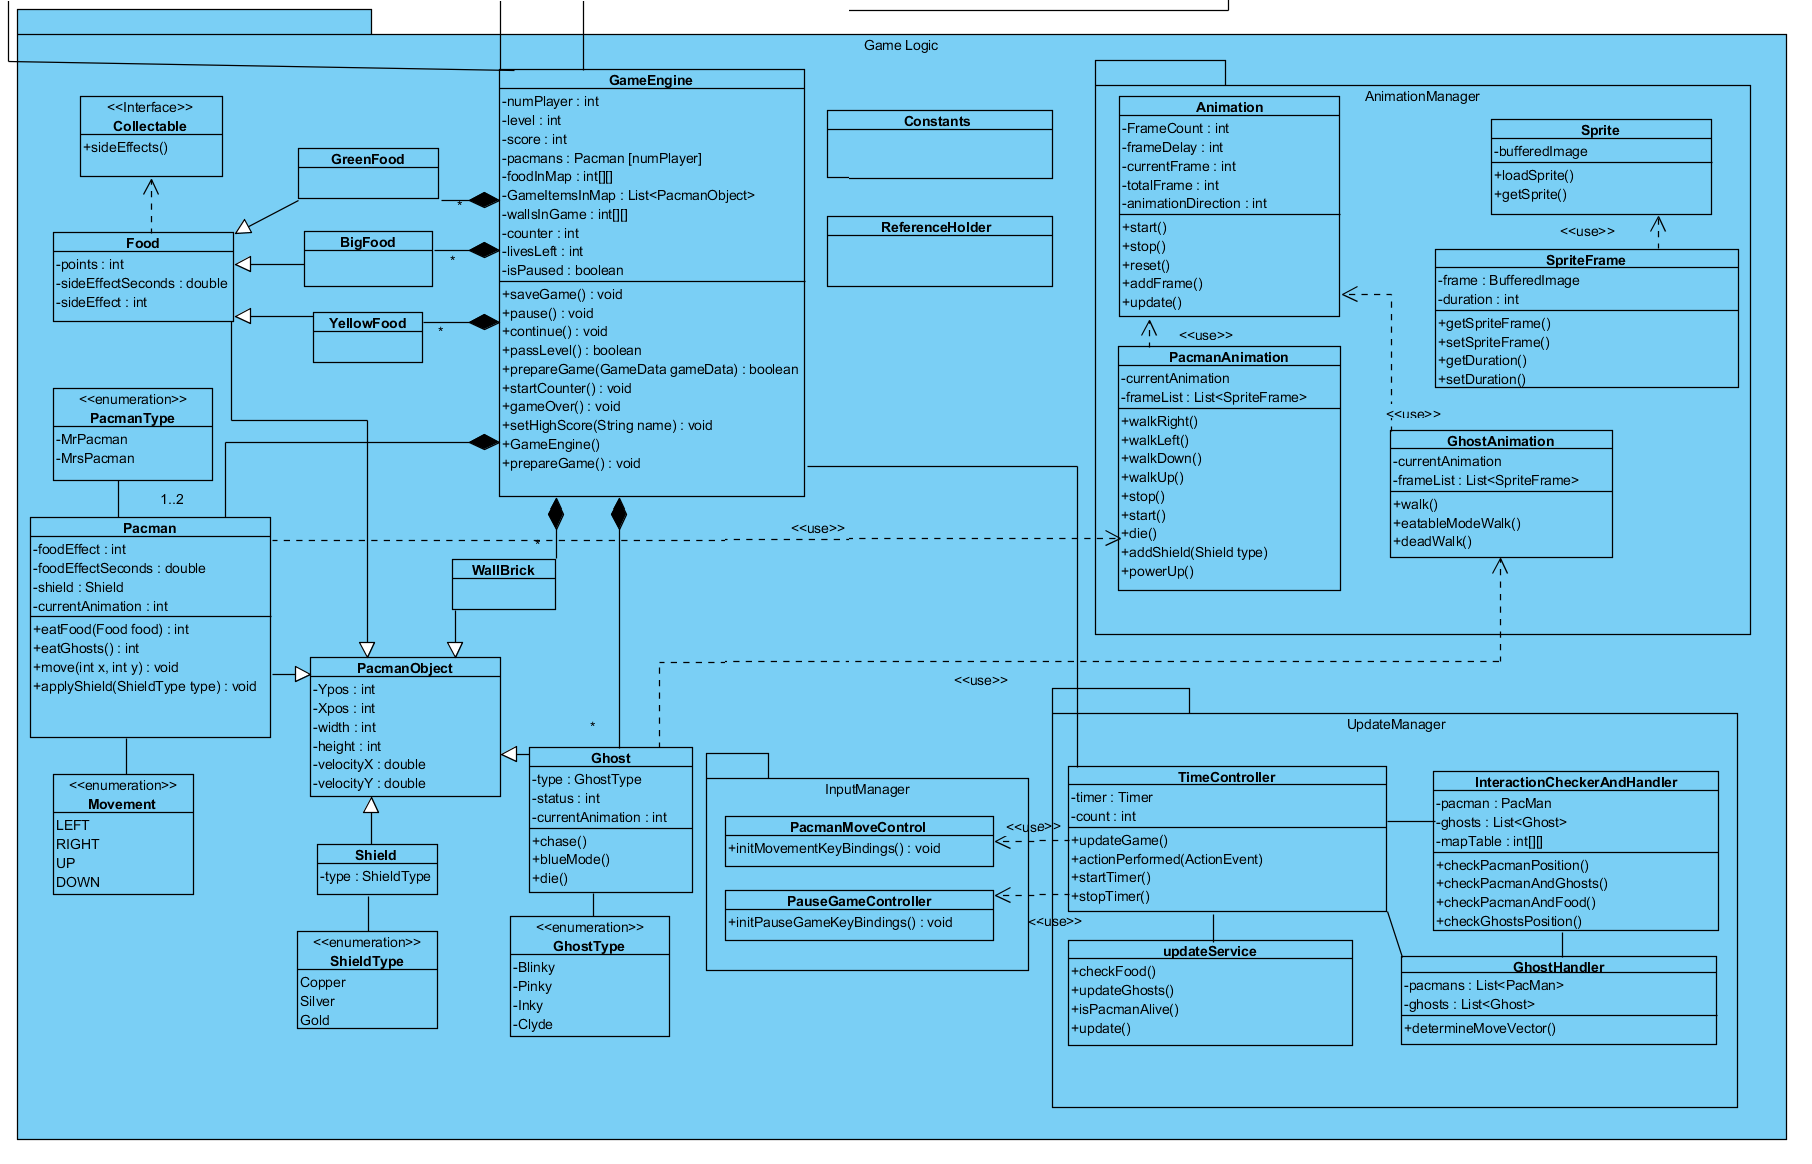 Game Logic
<<Interface>>
Collectable
+sideEffects()
GreenFood
BigFood
YellowFood
Food
-points : int
-sideEffectSeconds : double
-sideEffect : int
*
*
*
GameEngine
-numPlayer : int
-level : int
-score : int
-pacmans : Pacman [numPlayer]
-foodInMap : int[][]
-GameItemsInMap : List<PacmanObject>
-wallsInGame : int[][]
-counter : int
-livesLeft : int
-isPaused : boolean
+saveGame() : void
+pause() : void
+continue() : void
+passLevel() : boolean
+prepareGame(GameData gameData) : boolean
+startCounter() : void
+gameOver() : void
+setHighScore(String name) : void
+GameEngine()
+prepareGame() : void
Constants
ReferenceHolder
AnimationManager
Animation
-FrameCount : int
-frameDelay : int
-currentFrame : int
-totalFrame : int
-animationDirection : int
+start()
+stop()
+reset()
+addFrame()
+update()
Sprite
-bufferedImage
+loadSprite()
+getSprite()
<<use>>
SpriteFrame
-frame : BufferedImage
-duration : int
+getSpriteFrame()
+setSpriteFrame()
+getDuration()
+setDuration()
<<use>>
PacmanAnimation
-currentAnimation
-frameList : List<SpriteFrame>
+walkRight()
+walkLeft()
+walkDown()
+walkUp()
+stop()
+start()
+die()
+addShield(Shield type)
+powerUp()
<<use>>
GhostAnimation
-currentAnimation
-frameList : List<SpriteFrame>
+walk()
+eatableModeWalk()
+deadWalk()
<<enumeration>>
PacmanType
-MrPacman
-MrsPacman
1..2
Pacman
-foodEffect : int
-foodEffectSeconds : double
-shield : Shield
-currentAnimation : int
+eatFood(Food food) : int
+eatGhosts() : int
+move(int x, int y) : void
+applyShield(ShieldType type) : void
<<use>>
*
WallBrick
PacmanObject
-Ypos : int
-Xpos : int
-width : int
-height : int
-velocityX : double
-velocityY : double
<<enumeration>>
Movement
LEFT
RIGHT
UP
DOWN
Shield
-type : ShieldType
<<enumeration>>
ShieldType
Copper
Silver
Gold
*
Ghost
-type : GhostType
-status : int
-currentAnimation : int
+chase()
+blueMode()
+die()
<<enumeration>>
GhostType
-Blinky
-Pinky
-Inky
-Clyde
<<use>>
InputManager
PacmanMoveControl
+initMovementKeyBindings() : void
PauseGameController
+initPauseGameKeyBindings() : void
<<use>>
<<use>>
UpdateManager
TimeController
-timer : Timer
-count : int
+updateGame()
+actionPerformed(ActionEvent)
+startTimer()
+stopTimer()
updateService
+checkFood()
+updateGhosts()
+isPacmanAlive()
+update()
InteractionCheckerAndHandler
-pacman : PacMan
-ghosts : List<Ghost>
-mapTable : int[][]
+checkPacmanPosition()
+checkPacmanAndGhosts()
+checkPacmanAndFood()
+checkGhostsPosition()
GhostHandler
-pacmans : List<PacMan>
-ghosts : List<Ghost>
+determineMoveVector()